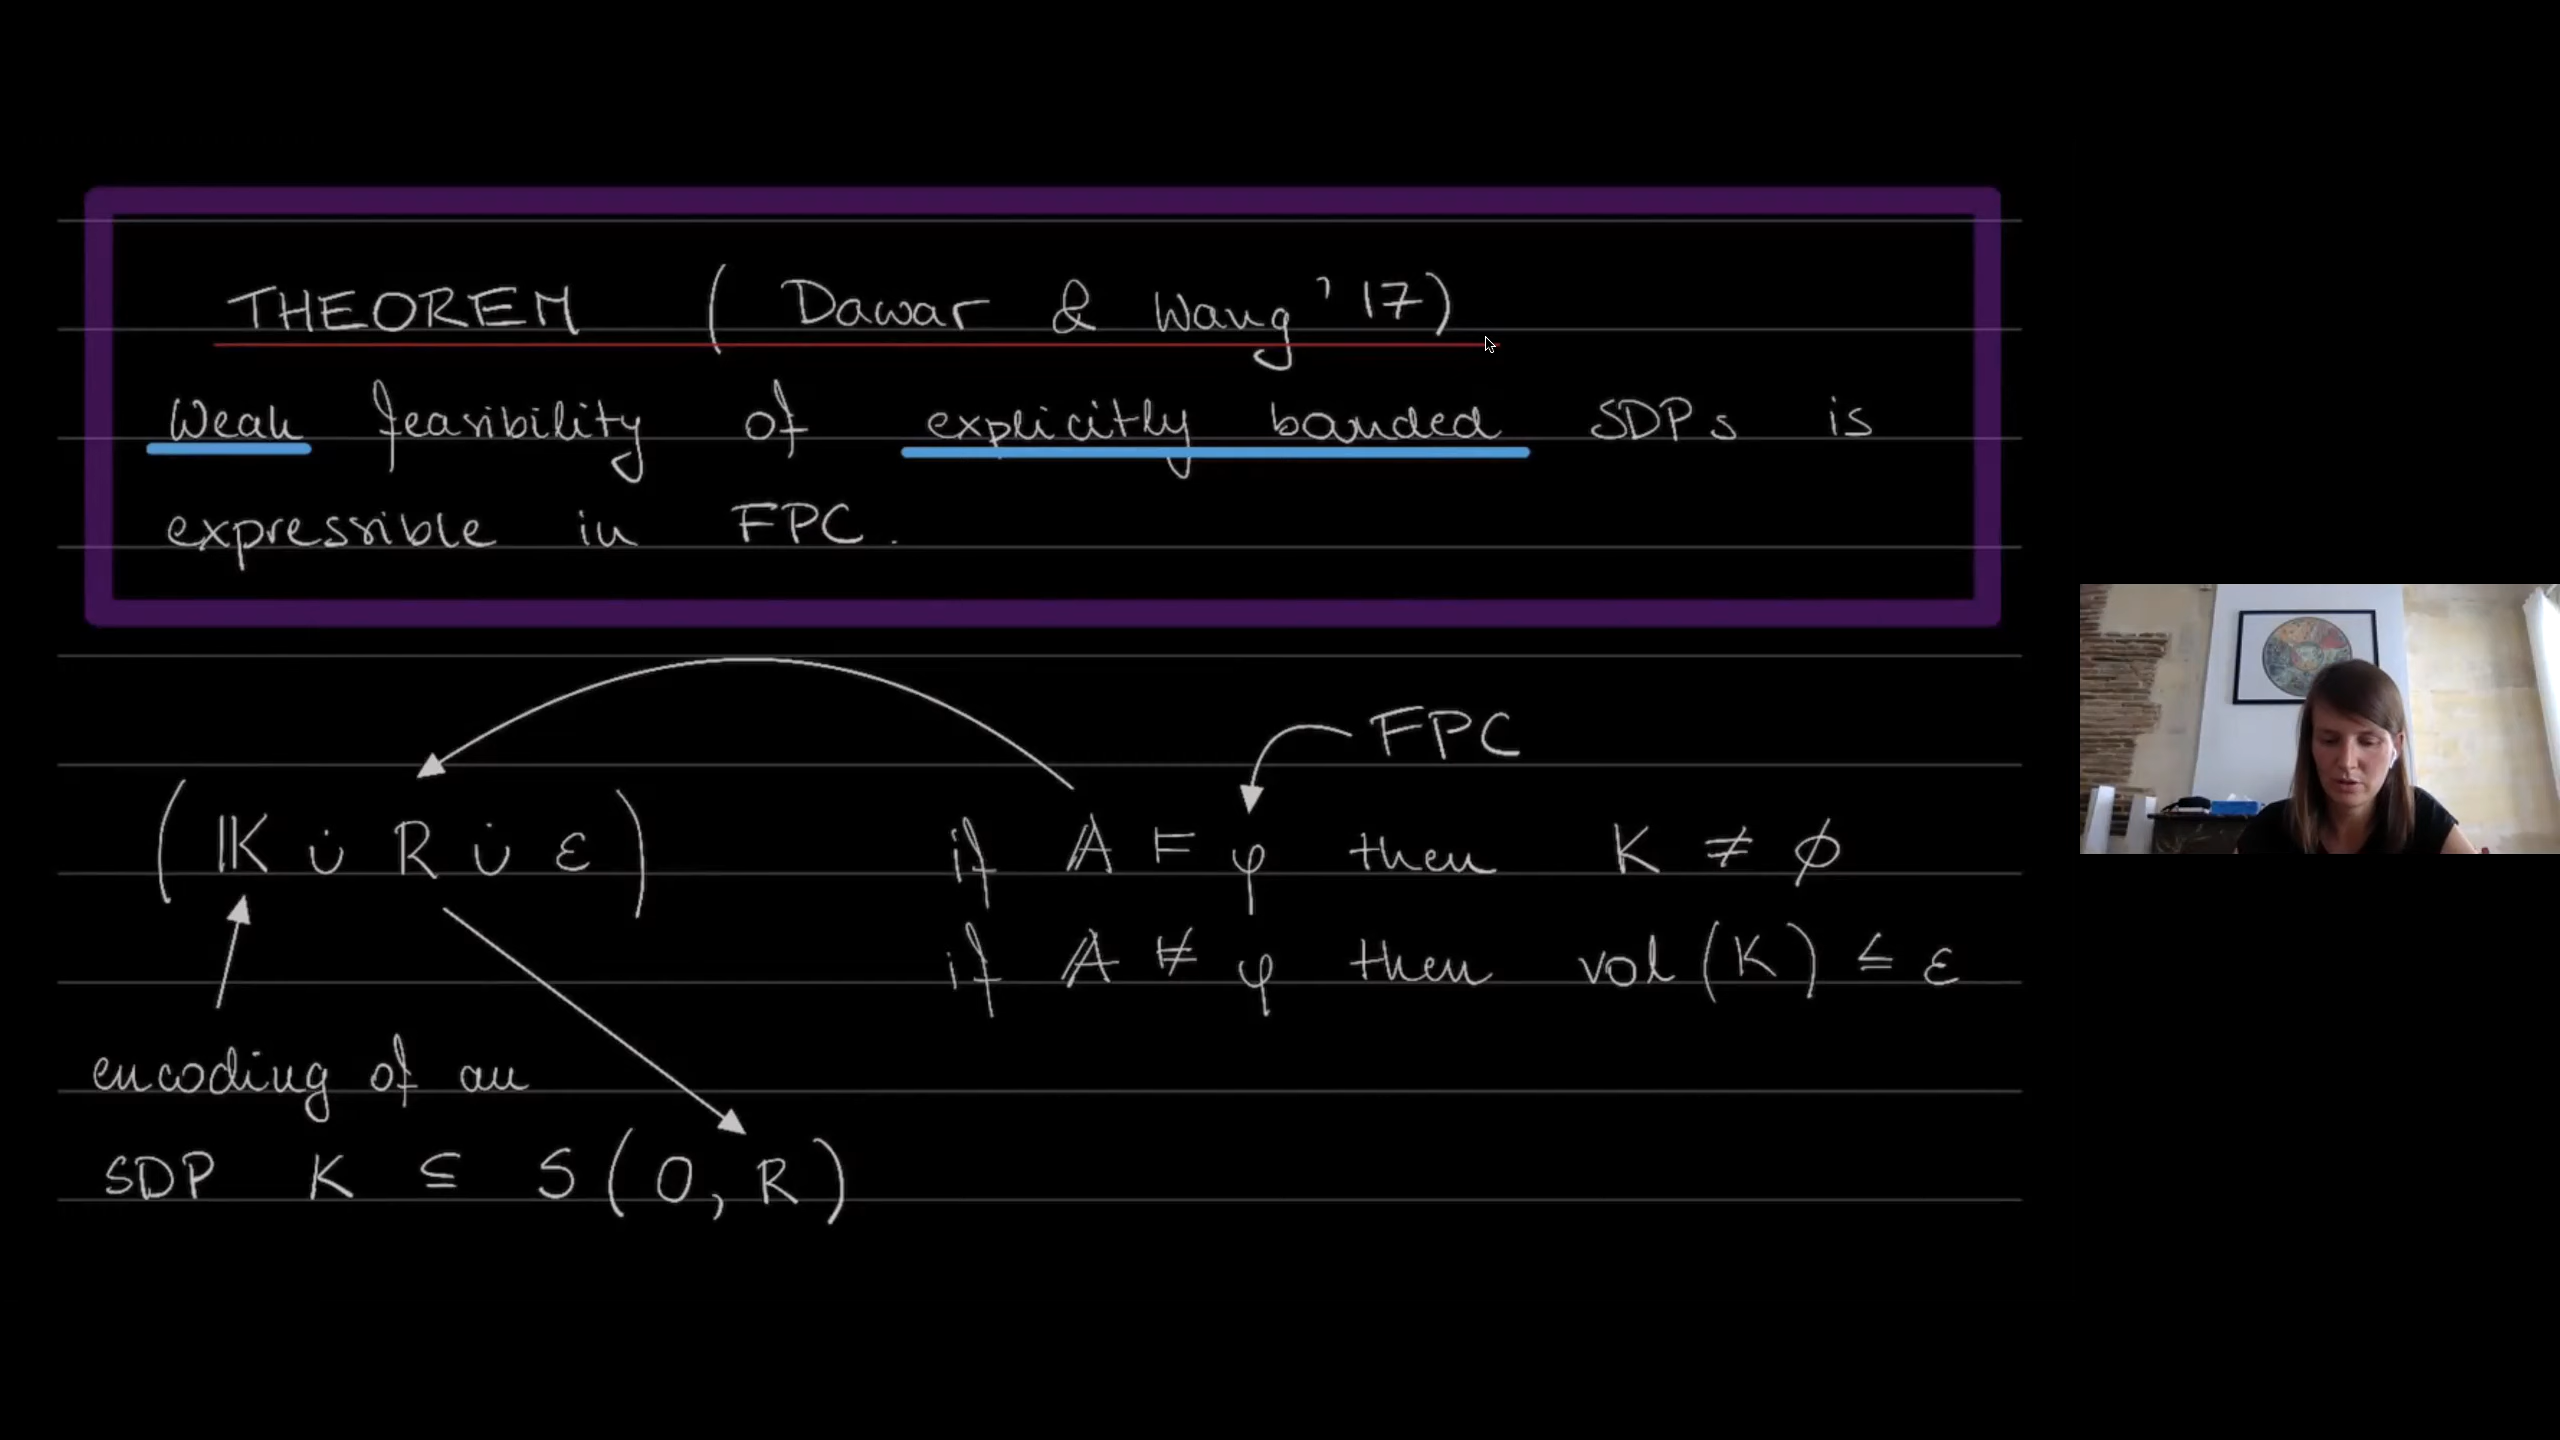 THEOREM ( Dawar & Wang '17)
Weak feasibility of explicitly bounded SDPs is
expressible in FPC.
FPC
(𝕂 ∪̇ R ∪̇ ε) if 𝔸 ⊨ φ then K ≠ ∅
if 𝔸 ⊭ φ then vol(K) ≤ ε
encoding of an
SDP K ⊆ S(0, R)